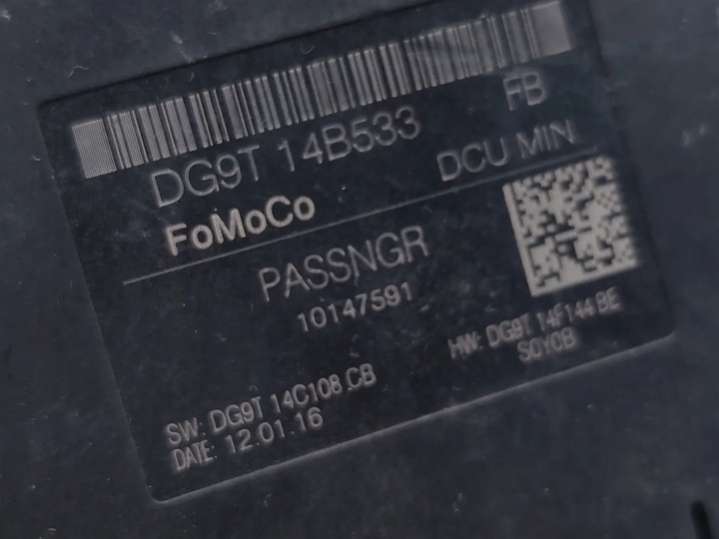 DG9T 14B533 FB
FoMoCo DCU MIN
PASSNGR
10147591
HW: DG9T 14F144 BE
SOYOB
SW: DG9T 14C108 CB
DATE: 12.01.16